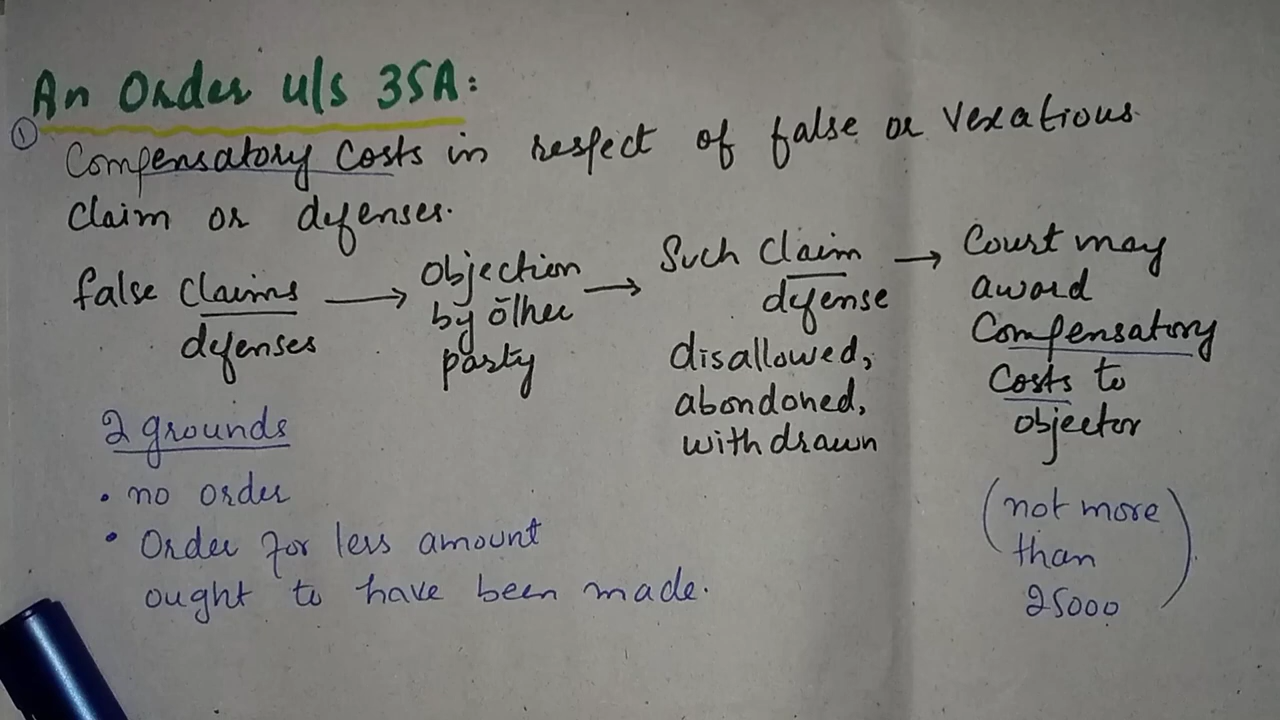 An Order u/s 35A:
① Compensatory Costs in respect of false or vexatious
claim or defenses.
false claims
defenses
→ Objection
by other
party
→ Such claim
defense
disallowed,
abondoned,
withdrawn
→ Court may
award
Compensatory
Costs to
objector
(not more
than
25000)
2 grounds
• no order
• Order for less amount
ought to have been made.